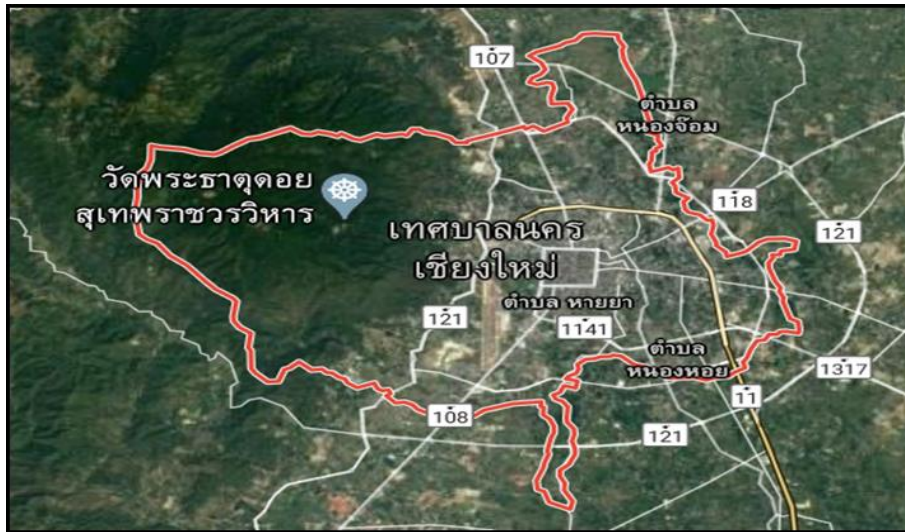 107
ตำบล
หนองจ๊อม
วัดพระธาตุดอย
สุเทพราชวรวิหาร
118
121
เทศบาลนคร
เชียงใหม่
ตำบล หายยา
121
1141
ตำบล
หนองหอย
1317
11
108
121